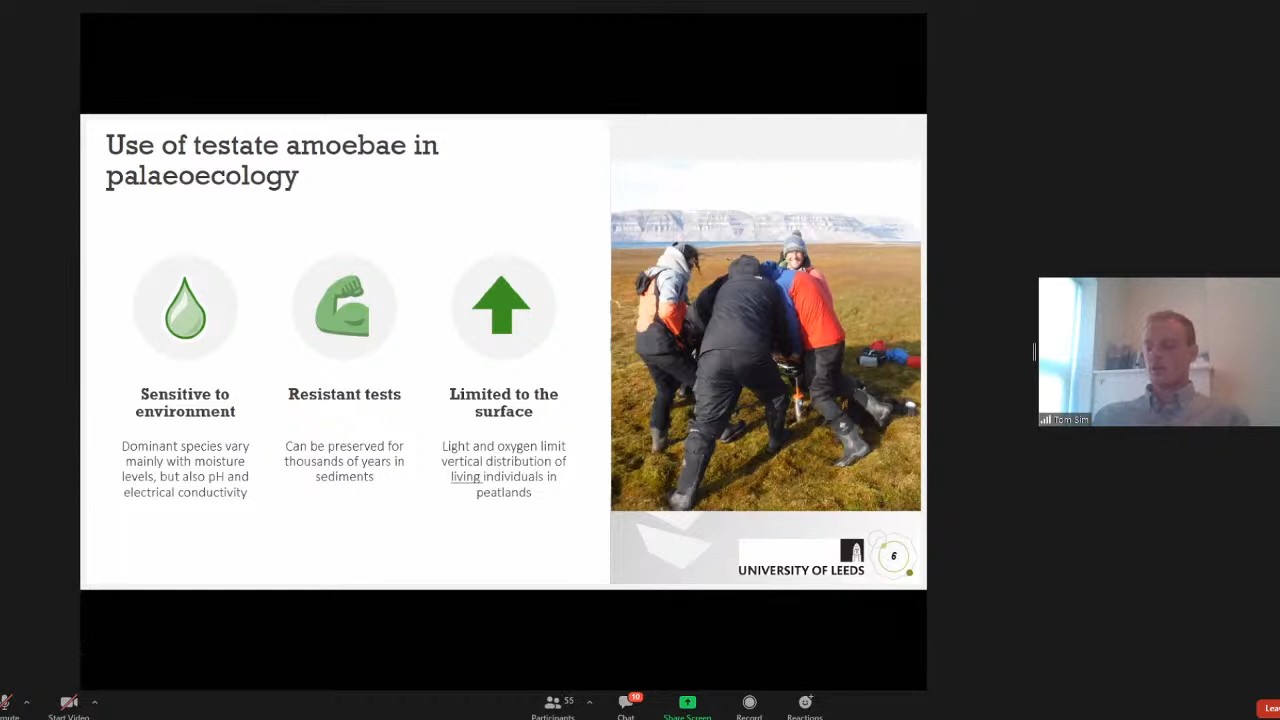 Use of testate amoebae in
palaeoecology
Sensitive to
environment
Dominant species vary
mainly with moisture
levels, but also pH and
electrical conductivity
Resistant tests
Can be preserved for
thousands of years in
sediments
Limited to the
surface
Light and oxygen limit
vertical distribution of
living individuals in
peatlands
UNIVERSITY OF LEEDS
6
Tom Sim
Start Video
55
Participants
10
Chat
Share Screen
Record
Reactions